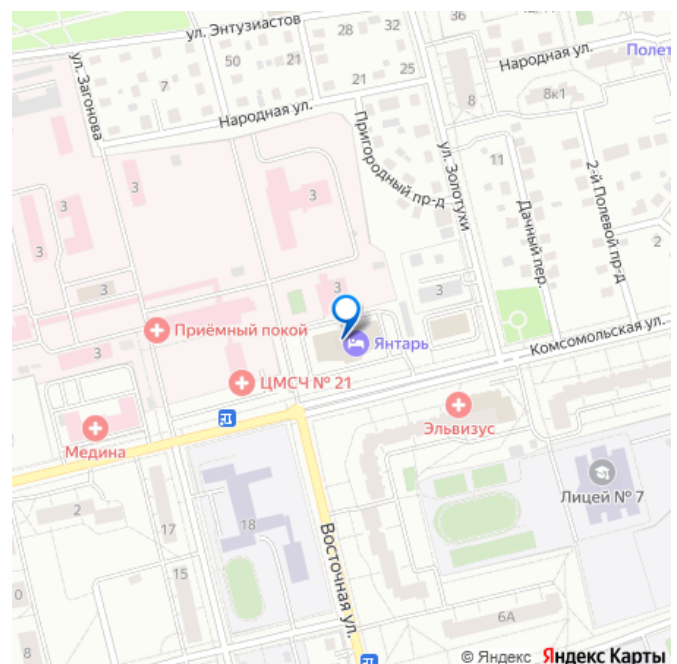 ул. Энтузиастов
28
32
36
50
21
7
ул. Загонова
Народная ул.
21
25
Народная ул.
Полет
8
8к1
Пригородный пр-д
ул. Золотухи
11
Дачный пер.
2-й Полевой пр-д
2
3
3
3
3
3
3
3
3
Приёмный покой
Янтарь
Комсомольская ул.
ЦМСЧ № 21
Медина
Эльвизус
Лицей № 7
2
17
18
15
Восточная ул.
0
8
6А
© Яндекс Яндекс Карты